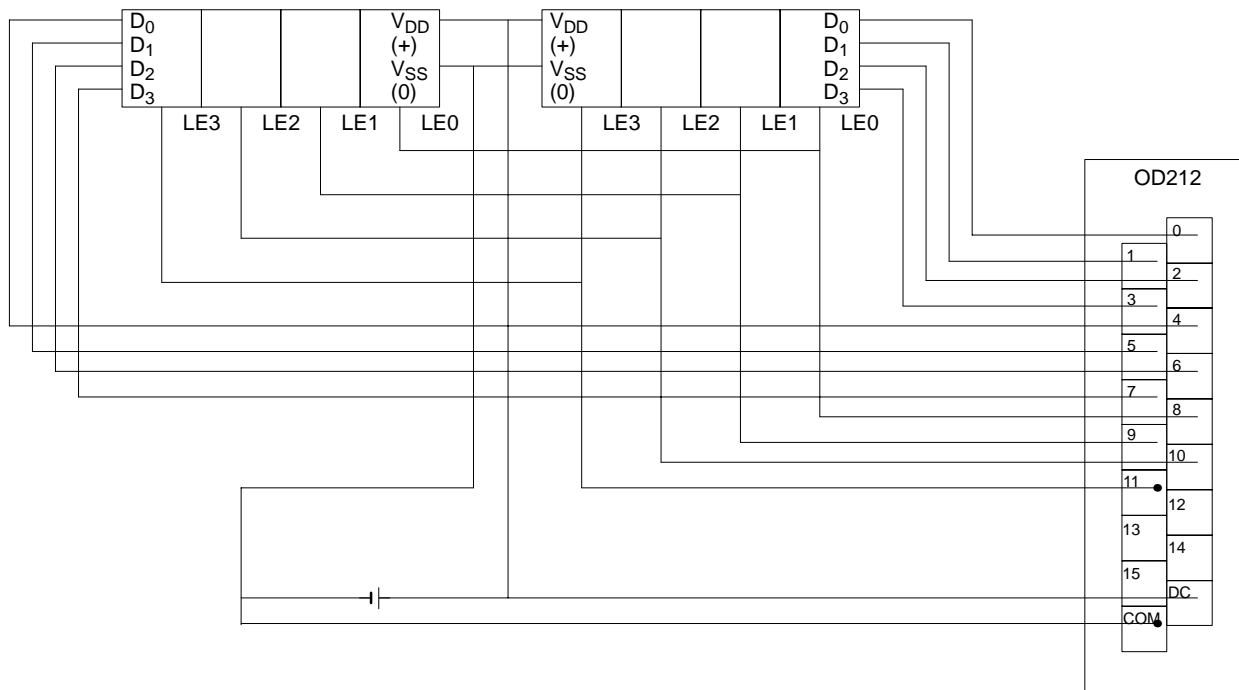 D0 VDD VDD D0
D1 (+) (+) D1
D2 VSS VSS D2
D3 (0) (0) D3
LE3 LE2 LE1 LE0 LE3 LE2 LE1 LE0
OD212
0
1
2
3
4
5
6
7
8
9
10
11
12
13
14
15
DC
COM